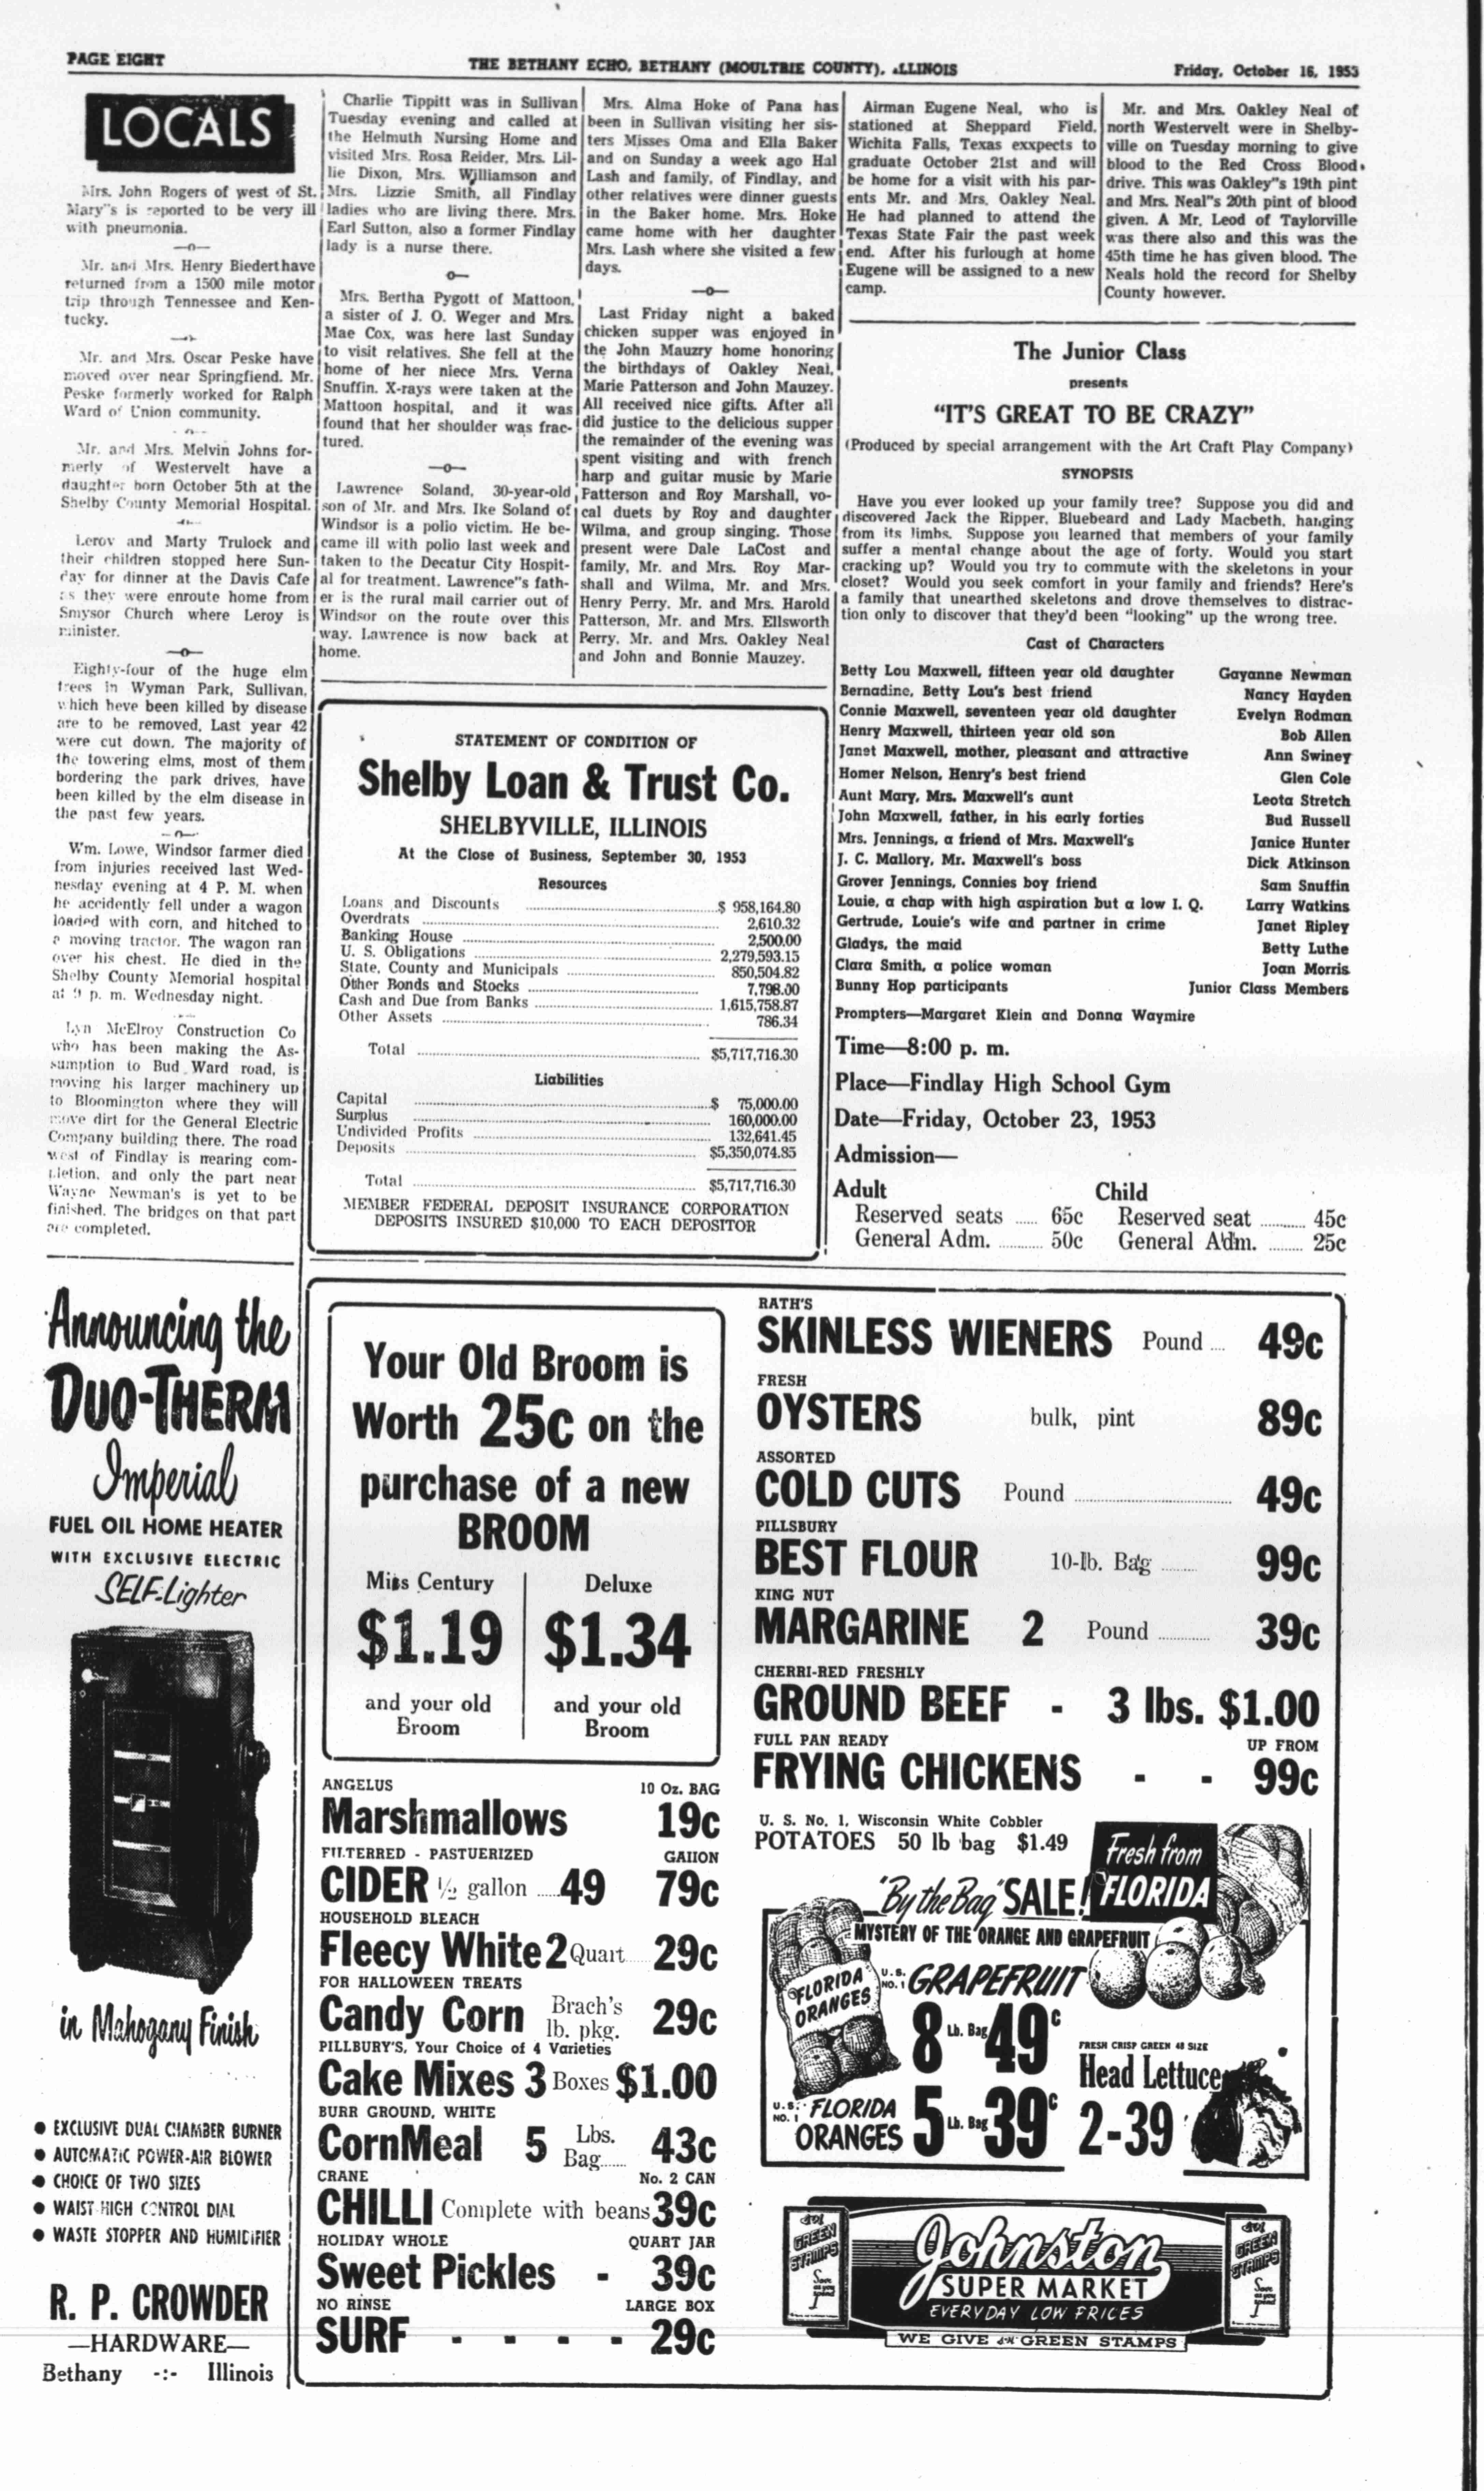 PAGE EIGHT
THE BETHANY ECHO, BETHANY (MOULTRIE COUNTY), ILLINOIS
Friday, October 16, 1953
LOCALS
Mrs. John Rogers of west of St.
Mary"s is reported to be very ill
with pneumonia.
—o—
Mr. and Mrs. Henry Biedert have
returned from a 1500 mile motor
trip through Tennessee and Ken-
tucky.
Mr. and Mrs. Oscar Peske have
moved over near Springfiend. Mr.
Peske formerly worked for Ralph
Ward of Union community.
Mr. and Mrs. Melvin Johns for-
merly of Westervelt have a
daughter born October 5th at the
Shelby County Memorial Hospital.
Leroy and Marty Trulock and
their children stopped here Sun-
day for dinner at the Davis Cafe
as they were enroute home from
Smysor Church where Leroy is
minister.
—o—
Eighty-four of the huge elm
trees in Wyman Park, Sullivan,
which heve been killed by disease
are to be removed. Last year 42
were cut down. The majority of
the towering elms, most of them
bordering the park drives, have
been killed by the elm disease in
the past few years.
—o—
Wm. Lowe, Windsor farmer died
from injuries received last Wed-
nesday evening at 4 P. M. when
he accidently fell under a wagon
loaded with corn, and hitched to
a moving tractor. The wagon ran
over his chest. He died in the
Shelby County Memorial hospital
at 9 p. m. Wednesday night.
Lyn McElroy Construction Co
who has been making the As-
sumption to Bud Ward road, is
moving his larger machinery up
to Bloomington where they will
move dirt for the General Electric
Company building there. The road
west of Findlay is nearing com-
pletion, and only the part near
Wayne Newman's is yet to be
finished. The bridges on that part
are completed.
Charlie Tippitt was in Sullivan
Tuesday evening and called at
the Helmuth Nursing Home and
visited Mrs. Rosa Reider, Mrs. Lil-
lie Dixon, Mrs. Williamson and
Mrs. Lizzie Smith, all Findlay
ladies who are living there. Mrs.
Earl Sutton, also a former Findlay
lady is a nurse there.
o—
Mrs. Bertha Pygott of Mattoon,
a sister of J. O. Weger and Mrs.
Mae Cox, was here last Sunday
to visit relatives. She fell at the
home of her niece Mrs. Verna
Snuffin. X-rays were taken at the
Mattoon hospital, and it was
found that her shoulder was frac-
tured.
—o—
Lawrence Soland, 30-year-old
son of Mr. and Mrs. Ike Soland of
Windsor is a polio victim. He be-
came ill with polio last week and
taken to the Decatur City Hospit-
al for treatment. Lawrence"s fath-
er is the rural mail carrier out of
Windsor on the route over this
way. Lawrence is now back at
home.
Mrs. Alma Hoke of Pana has
been in Sullivan visiting her sis-
ters Misses Oma and Ella Baker
and on Sunday a week ago Hal
Lash and family, of Findlay, and
other relatives were dinner guests
in the Baker home. Mrs. Hoke
came home with her daughter
Mrs. Lash where she visited a few
days.
—o—
Last Friday night a baked
chicken supper was enjoyed in
the John Mauzry home honoring
the birthdays of Oakley Neal,
Marie Patterson and John Mauzey.
All received nice gifts. After all
did justice to the delicious supper
the remainder of the evening was
spent visiting and with french
harp and guitar music by Marie
Patterson and Roy Marshall, vo-
cal duets by Roy and daughter
Wilma, and group singing. Those
present were Dale LaCost and
family, Mr. and Mrs. Roy Mar-
shall and Wilma, Mr. and Mrs.
Henry Perry, Mr. and Mrs. Harold
Patterson, Mr. and Mrs. Ellsworth
Perry, Mr. and Mrs. Oakley Neal
and John and Bonnie Mauzey.
Airman Eugene Neal, who is
stationed at Sheppard Field,
Wichita Falls, Texas exxpects to
graduate October 21st and will
be home for a visit with his par-
ents Mr. and Mrs. Oakley Neal.
He had planned to attend the
Texas State Fair the past week
end. After his furlough at home
Eugene will be assigned to a new
camp.
Mr. and Mrs. Oakley Neal of
north Westervelt were in Shelby-
ville on Tuesday morning to give
blood to the Red Cross Blood
drive. This was Oakley"s 19th pint
and Mrs. Neal"s 20th pint of blood
given. A Mr. Leod of Taylorville
was there also and this was the
45th time he has given blood. The
Neals hold the record for Shelby
County however.
STATEMENT OF CONDITION OF
Shelby Loan & Trust Co.
SHELBYVILLE, ILLINOIS
At the Close of Business, September 30, 1953
Resources
Loans and Discounts ..... $ 958,164.80
Overdrats ..... 2,610.32
Banking House ..... 2,500.00
U. S. Obligations ..... 2,279,593.15
State, County and Municipals ..... 850,504.82
Other Bonds and Stocks ..... 7,798.00
Cash and Due from Banks ..... 1,615,758.87
Other Assets ..... 786.34
Total ..... $5,717,716.30
Liabilities
Capital ..... $ 75,000.00
Surplus ..... 160,000.00
Undivided Profits ..... 132,641.45
Deposits ..... $5,350,074.85
Total ..... $5,717,716.30
MEMBER FEDERAL DEPOSIT INSURANCE CORPORATION
DEPOSITS INSURED $10,000 TO EACH DEPOSITOR
The Junior Class
presents
"IT'S GREAT TO BE CRAZY"
(Produced by special arrangement with the Art Craft Play Company)
SYNOPSIS
Have you ever looked up your family tree? Suppose you did and
discovered Jack the Ripper, Bluebeard and Lady Macbeth, hanging
from its limbs. Suppose you learned that members of your family
suffer a mental change about the age of forty. Would you start
cracking up? Would you try to commute with the skeletons in your
closet? Would you seek comfort in your family and friends? Here's
a family that unearthed skeletons and drove themselves to distrac-
tion only to discover that they'd been "looking" up the wrong tree.
Cast of Characters
Betty Lou Maxwell, fifteen year old daughter Gayanne Newman
Bernadine, Betty Lou's best friend Nancy Hayden
Connie Maxwell, seventeen year old daughter Evelyn Rodman
Henry Maxwell, thirteen year old son Bob Allen
Janet Maxwell, mother, pleasant and attractive Ann Swiney
Homer Nelson, Henry's best friend Glen Cole
Aunt Mary, Mrs. Maxwell's aunt Leota Stretch
John Maxwell, father, in his early forties Bud Russell
Mrs. Jennings, a friend of Mrs. Maxwell's Janice Hunter
J. C. Mallory, Mr. Maxwell's boss Dick Atkinson
Grover Jennings, Connies boy friend Sam Snuffin
Louie, a chap with high aspiration but a low I. Q. Larry Watkins
Gertrude, Louie's wife and partner in crime Janet Ripley
Gladys, the maid Betty Luthe
Clara Smith, a police woman Joan Morris
Bunny Hop participants Junior Class Members
Prompters—Margaret Klein and Donna Waymire
Time—8:00 p. m.
Place—Findlay High School Gym
Date—Friday, October 23, 1953
Admission—
Adult Child
Reserved seats ..... 65c Reserved seat ..... 45c
General Adm. ..... 50c General Adm. ..... 25c
Announcing the
DUO-THERM
Imperial
FUEL OIL HOME HEATER
WITH EXCLUSIVE ELECTRIC
SELF-Lighter
in Mahogany Finish
• EXCLUSIVE DUAL CHAMBER BURNER
• AUTOMATIC POWER-AIR BLOWER
• CHOICE OF TWO SIZES
• WAIST HIGH CONTROL DIAL
• WASTE STOPPER AND HUMIDIFIER
R. P. CROWDER
—HARDWARE—
Bethany -:- Illinois
Your Old Broom is
Worth 25c on the
purchase of a new
BROOM
Miss Century Deluxe
$1.19 $1.34
and your old and your old
Broom Broom
ANGELUS 10 Oz. BAG
Marshmallows 19c
FILTERRED - PASTUERIZED GALLON
CIDER ½ gallon .....49 79c
HOUSEHOLD BLEACH
Fleecy White 2 Quart ..... 29c
FOR HALLOWEEN TREATS
Candy Corn Brach's lb. pkg. 29c
PILLBURY'S, Your Choice of 4 Varieties
Cake Mixes 3 Boxes $1.00
BURR GROUND, WHITE
CornMeal 5 Lbs. Bag...... 43c
CRANE No. 2 CAN
CHILLI Complete with beans 39c
HOLIDAY WHOLE QUART JAR
Sweet Pickles - 39c
NO RINSE LARGE BOX
SURF - - - - 29c
RATH'S
SKINLESS WIENERS Pound .... 49c
FRESH
OYSTERS bulk, pint 89c
ASSORTED
COLD CUTS Pound ..... 49c
PILLSBURY
BEST FLOUR 10-lb. Bag ..... 99c
KING NUT
MARGARINE 2 Pound ..... 39c
CHERRI-RED FRESHLY
GROUND BEEF - 3 lbs. $1.00
FULL PAN READY UP FROM
FRYING CHICKENS - - 99c
U. S. No. 1, Wisconsin White Cobbler
POTATOES 50 lb bag $1.49
Fresh from
FLORIDA
'By the Bag' SALE!
MYSTERY OF THE ORANGE AND GRAPEFRUIT
FLORIDA
ORANGES
U.S. NO. 1 GRAPEFRUIT
8 Lb. Bag 49c
U.S. NO. 1 FLORIDA
ORANGES 5 Lb. Bag 39c
FRESH CRISP GREEN 48 SIZE
Head Lettuce
2-39
GREEN
STAMPS
Save
as you
spend
Johnston
SUPER MARKET
EVERYDAY LOW PRICES
GREEN
STAMPS
Save
as you
spend
WE GIVE S&H GREEN STAMPS